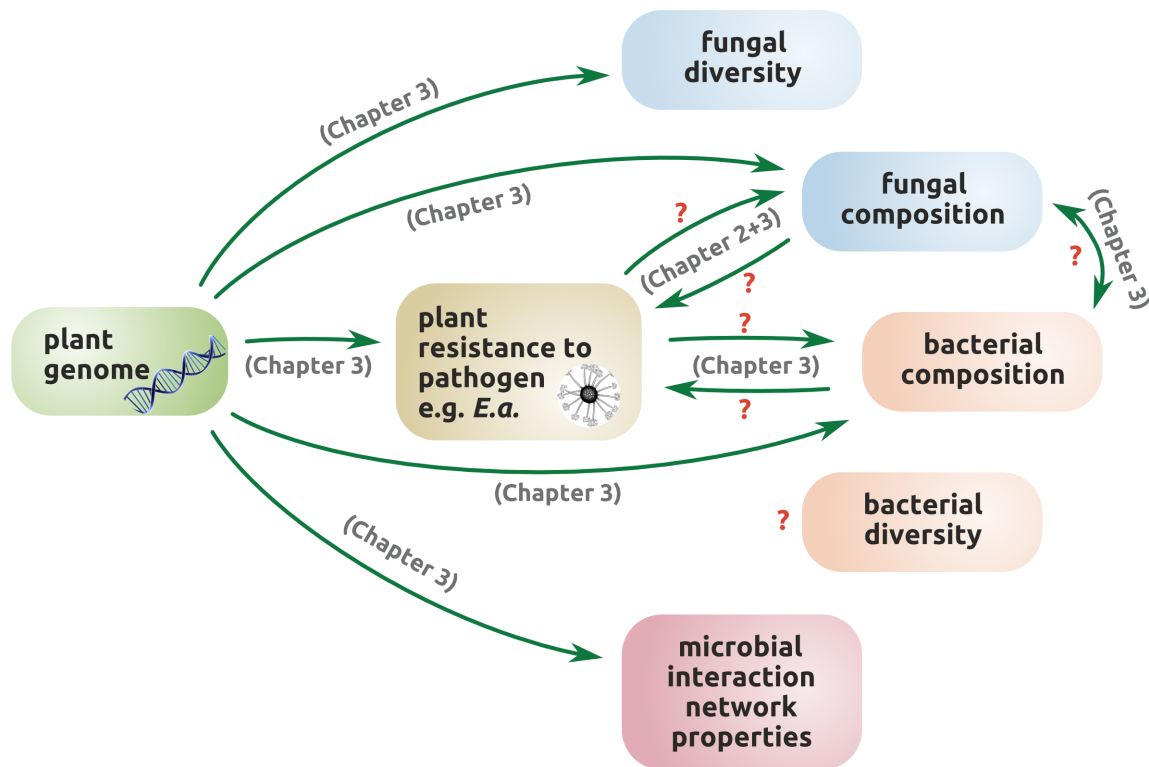 fungal
diversity
(Chapter 3)
fungal
composition
(Chapter 3)
?
(Chapter 2+3)
?
(Chapter 3)
?
plant
genome
(Chapter 3)
plant
resistance to
pathogen
e.g. E.a.
?
(Chapter 3)
?
bacterial
composition
(Chapter 3)
?
bacterial
diversity
(Chapter 3)
microbial
interaction
network
properties